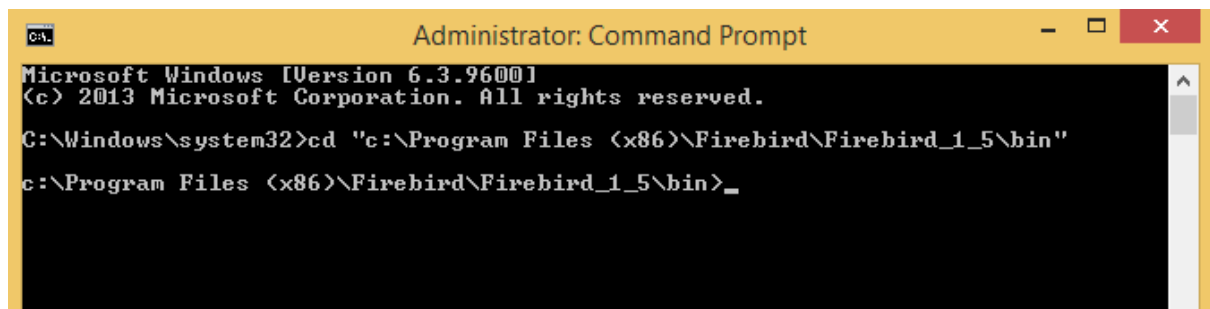 Administrator: Command Prompt
Microsoft Windows [Version 6.3.9600]
(c) 2013 Microsoft Corporation. All rights reserved.
C:\Windows\system32>cd "c:\Program Files (x86)\Firebird\Firebird_1_5\bin"
c:\Program Files (x86)\Firebird\Firebird_1_5\bin>_